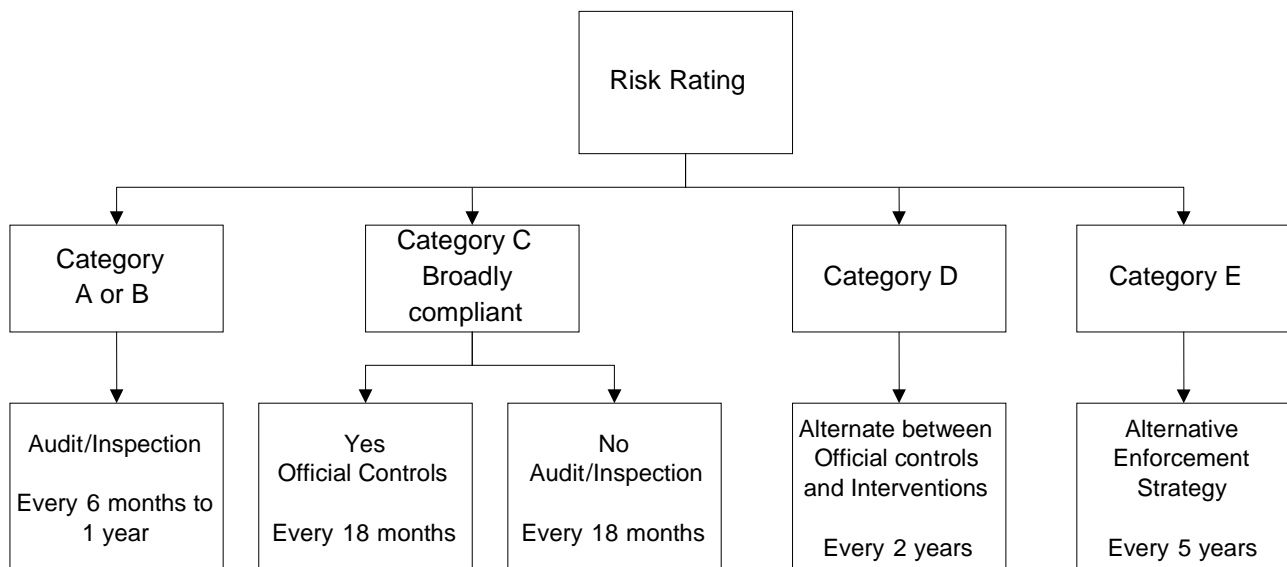 Risk Rating
Category
A or B
Category C
Broadly
compliant
Category D
Category E
Audit/Inspection
Every 6 months to
1 year
Yes
Official Controls
Every 18 months
No
Audit/Inspection
Every 18 months
Alternate between
Official controls
and Interventions
Every 2 years
Alternative
Enforcement
Strategy
Every 5 years